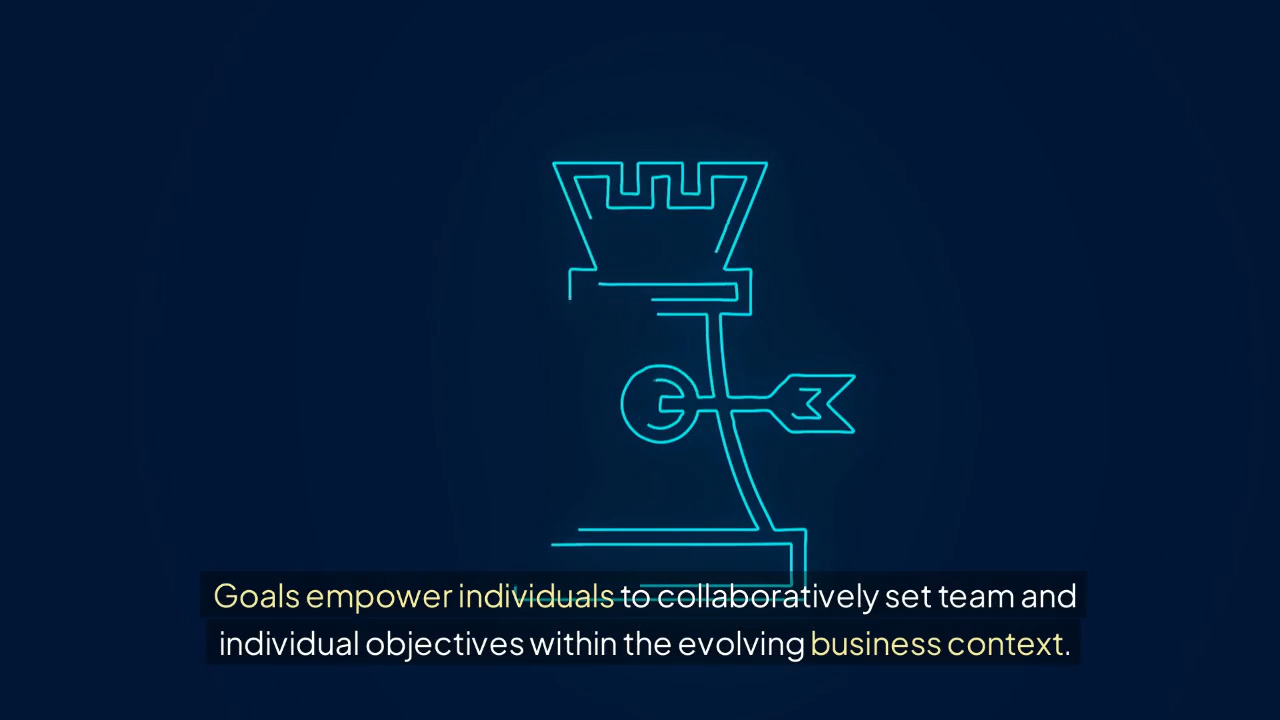 Goals empower individuals to collaboratively set team and
individual objectives within the evolving business context.